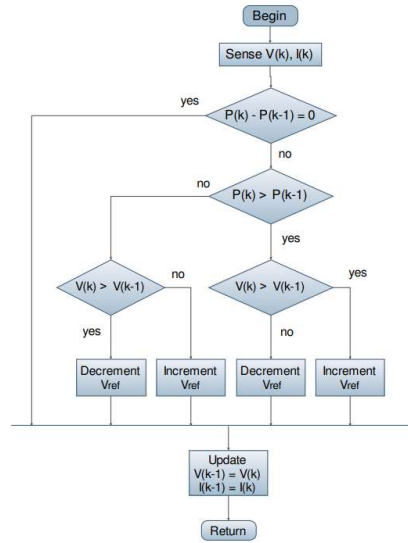 Begin
Sense V(k), I(k)
yes
P(k) - P(k-1) = 0
no
no
P(k) > P(k-1)
yes
V(k) > V(k-1)
no
V(k) > V(k-1)
yes
yes
no
Decrement
Vref
Increment
Vref
Decrement
Vref
Increment
Vref
Update
V(k-1) = V(k)
I(k-1) = I(k)
Return